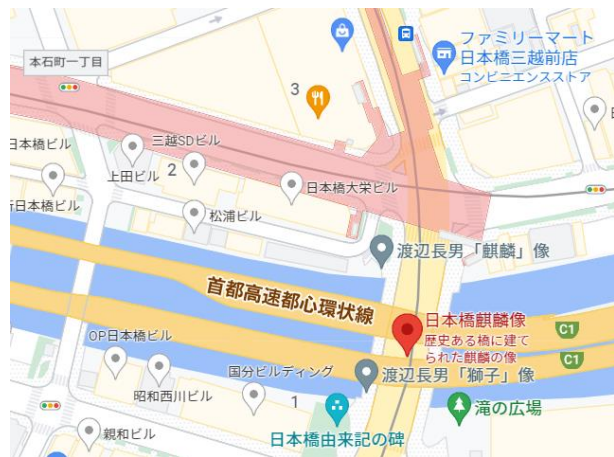 本石町一丁目
ファミリーマート
日本橋三越前店
コンビニエンスストア
3
日本橋ビル
三越SDビル
上田ビル
2
日本橋大栄ビル
新日本橋ビル
松浦ビル
渡辺長男「麒麟」像
首都高速都心環状線
日本橋麒麟像
歴史ある橋に建て
られた麒麟の像
C1
C1
OP日本橋ビル
国分ビルディング
渡辺長男「獅子」像
昭和西川ビル
1
滝の広場
日本橋由来記の碑
親和ビル